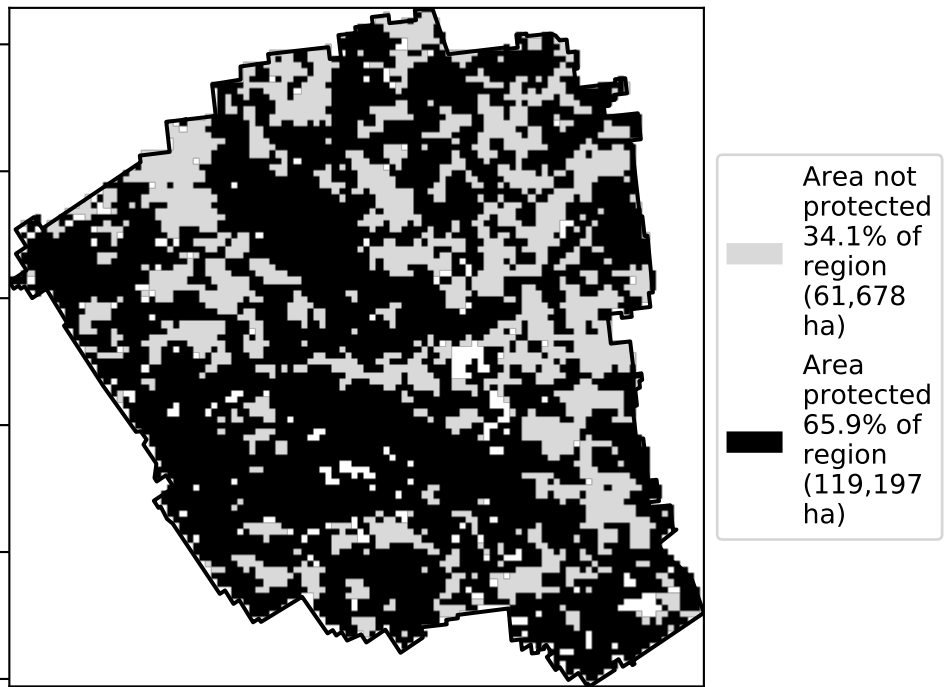 Area not
protected
34.1% of
region
(61,678
ha)
Area
protected
65.9% of
region
(119,197
ha)